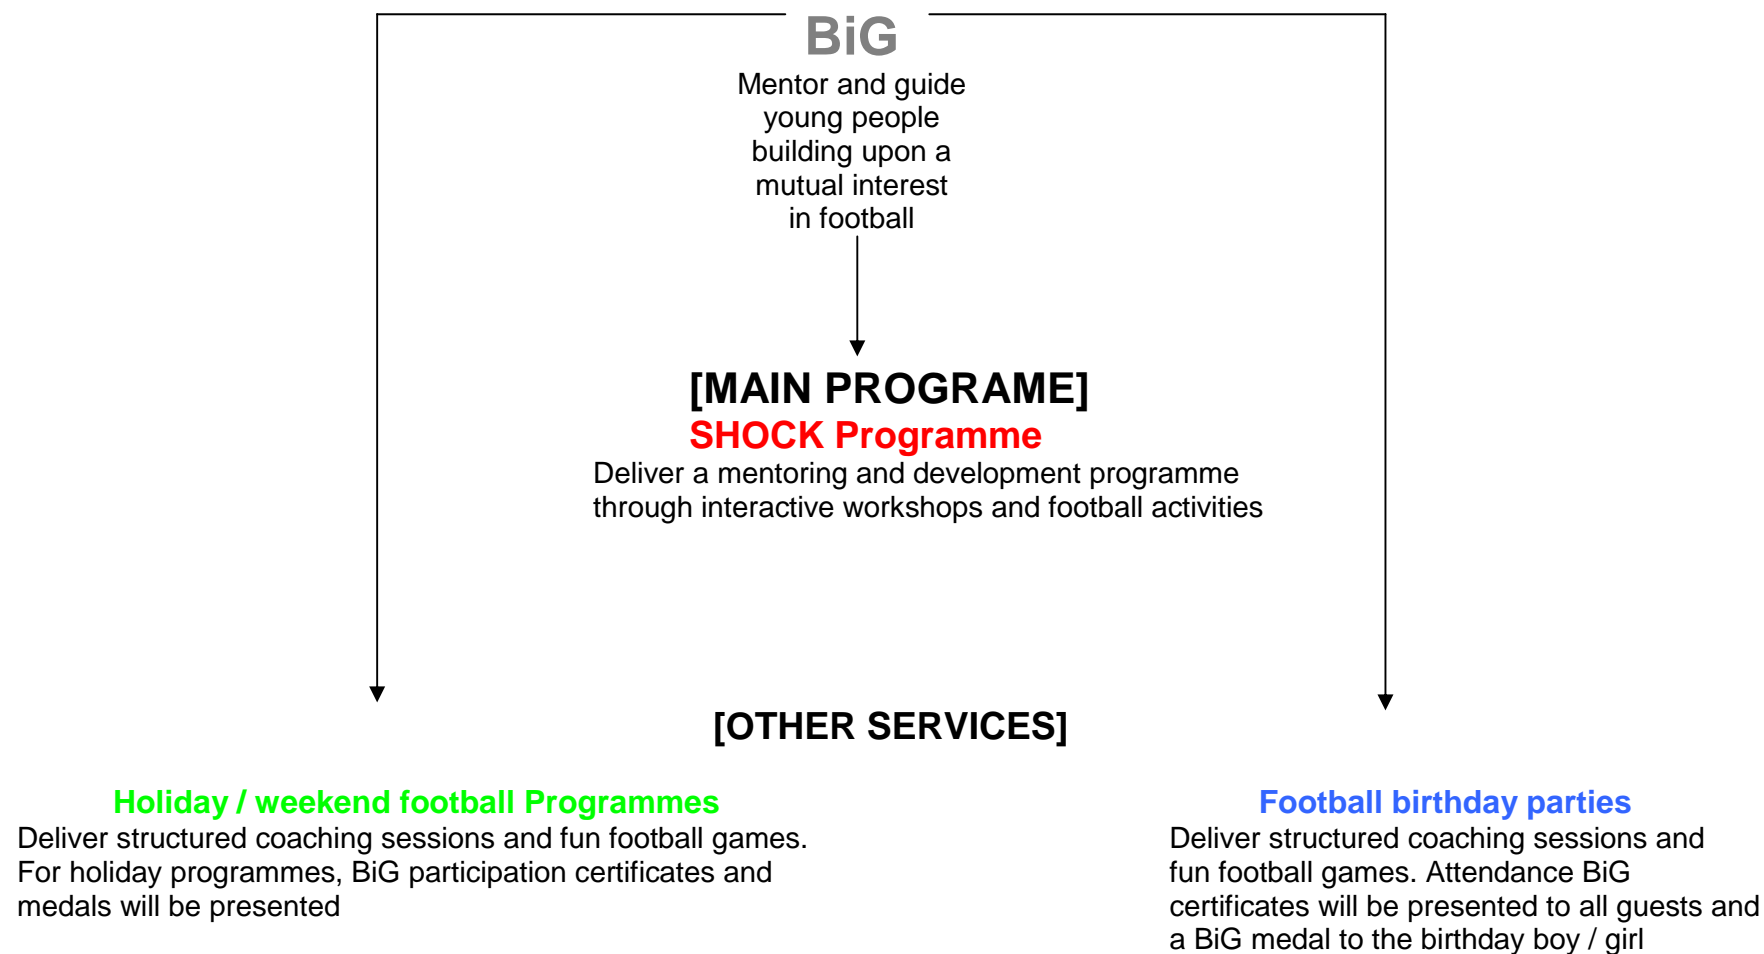 BiG
Mentor and guide
young people
building upon a
mutual interest
in football
[MAIN PROGRAME]
SHOCK Programme
Deliver a mentoring and development programme
through interactive workshops and football activities
[OTHER SERVICES]
Holiday / weekend football Programmes
Deliver structured coaching sessions and fun football games.
For holiday programmes, BiG participation certificates and
medals will be presented
Football birthday parties
Deliver structured coaching sessions and
fun football games. Attendance BiG
certificates will be presented to all guests and
a BiG medal to the birthday boy / girl